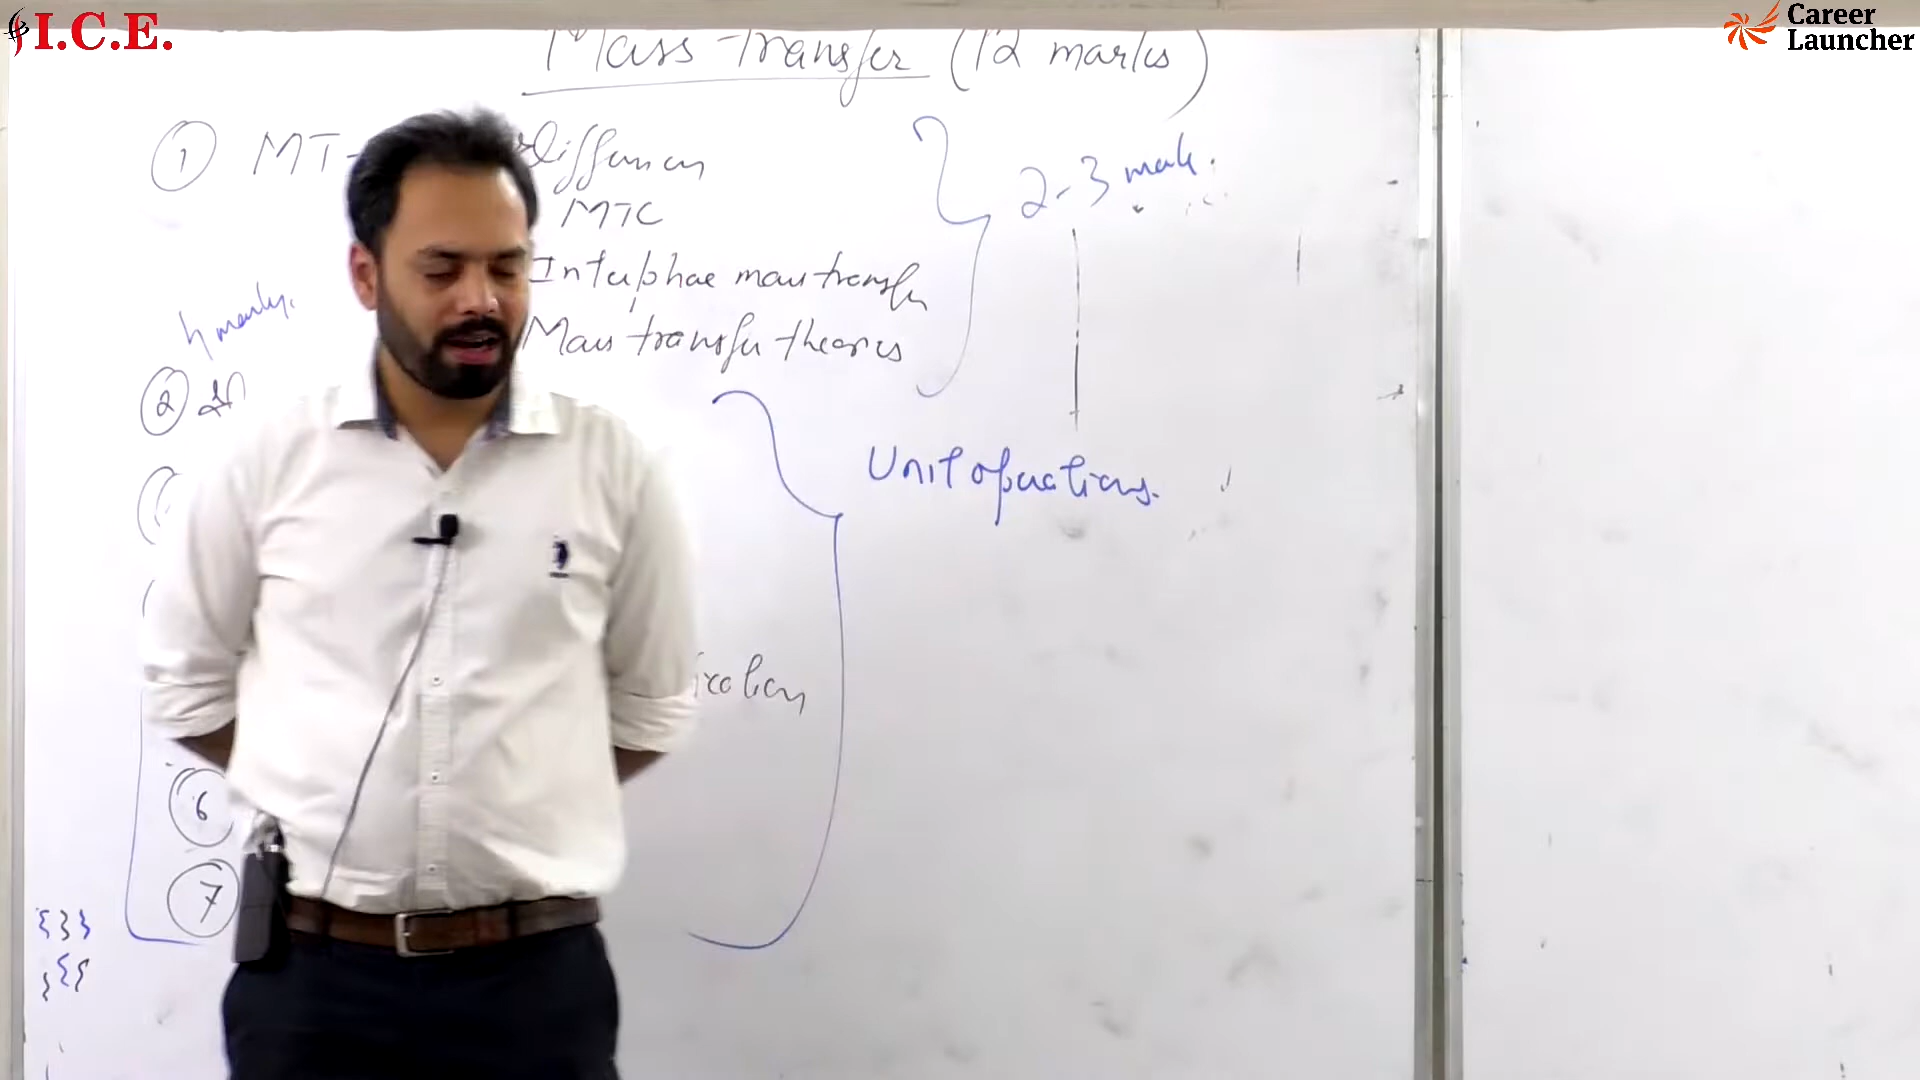 I.C.E.
Career
Launcher
Mass transfer (12 marks)
① MT- Diffusion
MTC
Interphase mass transfer
Mass transfer theories
2-3 mark.
4 marks.
②
Unit operations.
⑥
⑦